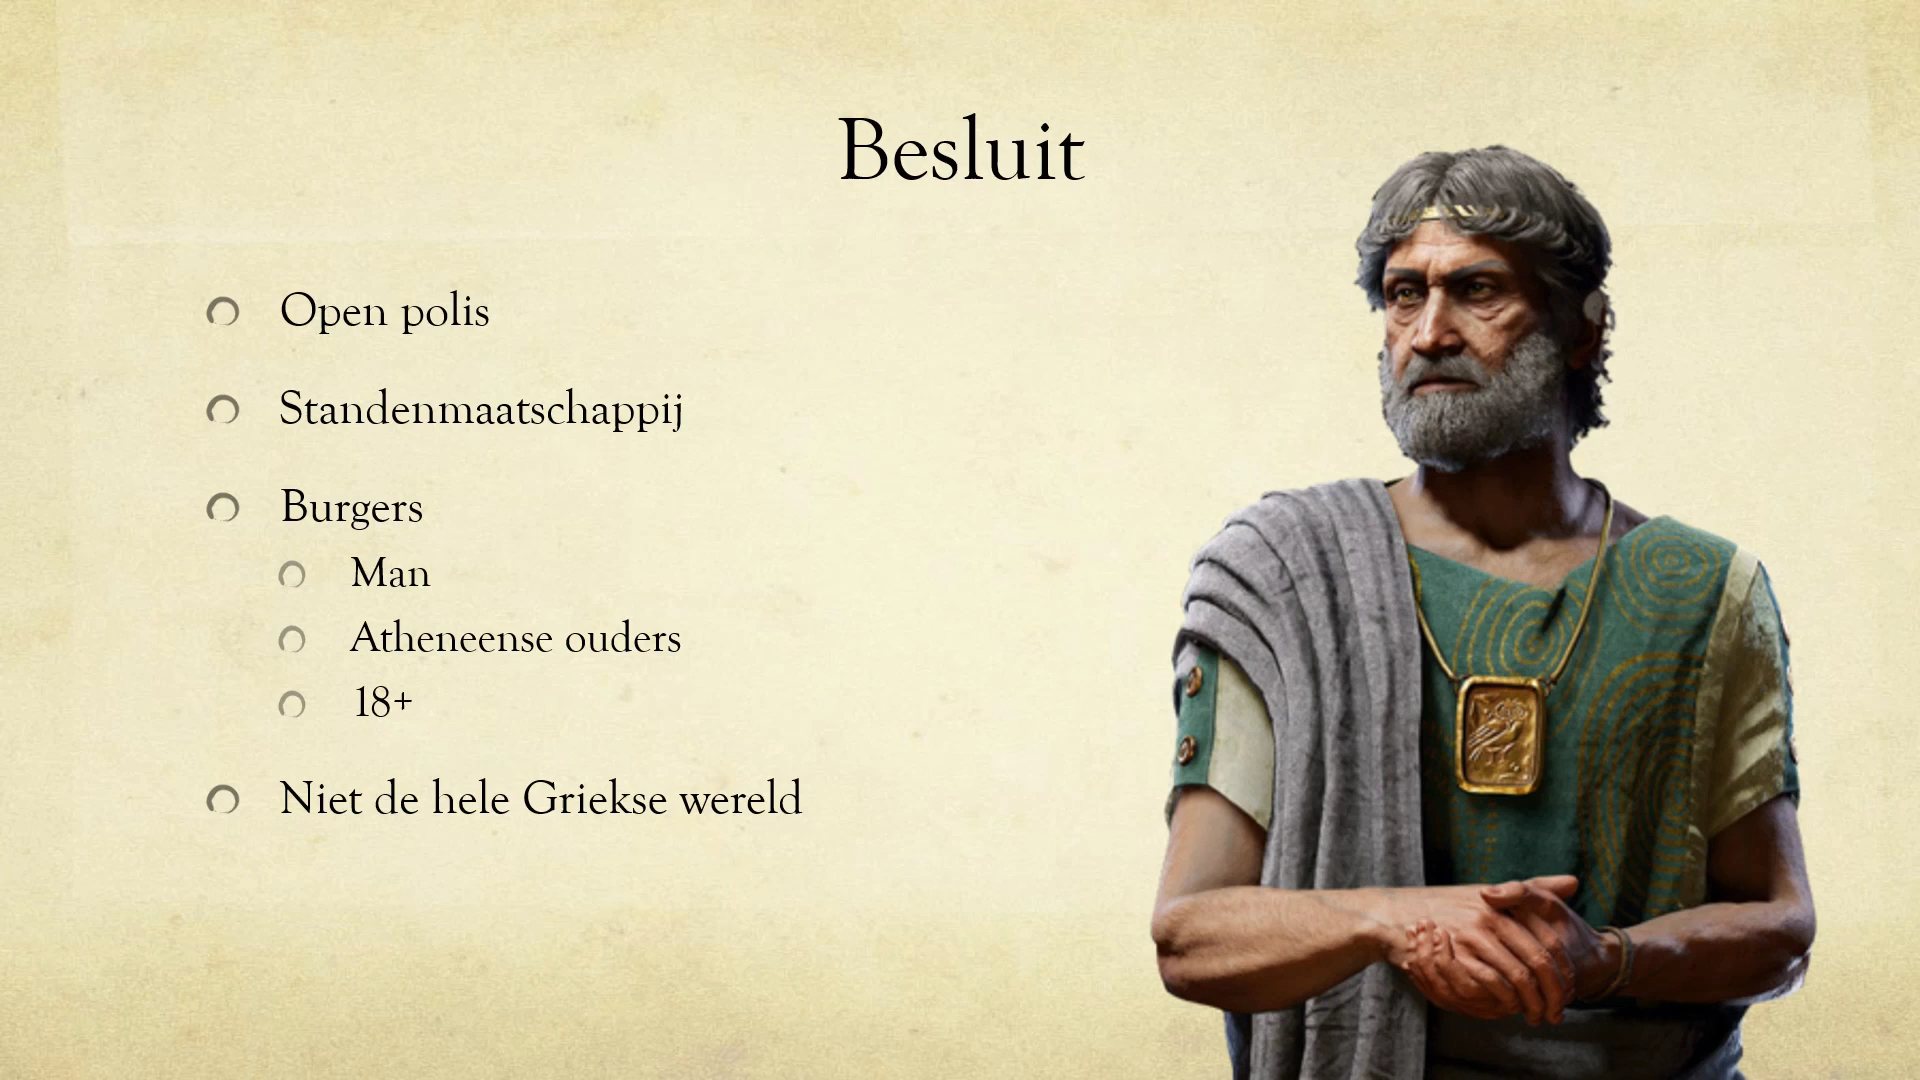 Besluit
Open polis
Standenmaatschappij
Burgers
Man
Atheneense ouders
18+
Niet de hele Griekse wereld